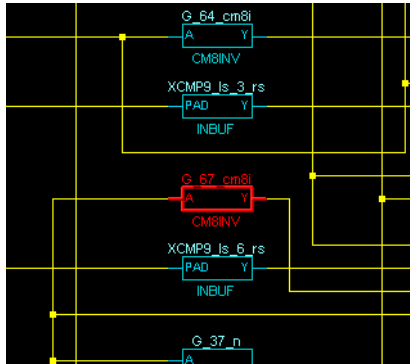 G_64_cm8i
A Y
CM8INV
XCMP9_ls_3_rs
PAD Y
INBUF
G_67_cm8i
A Y
CM8INV
XCMP9_ls_6_rs
PAD Y
INBUF
G_37_n
A